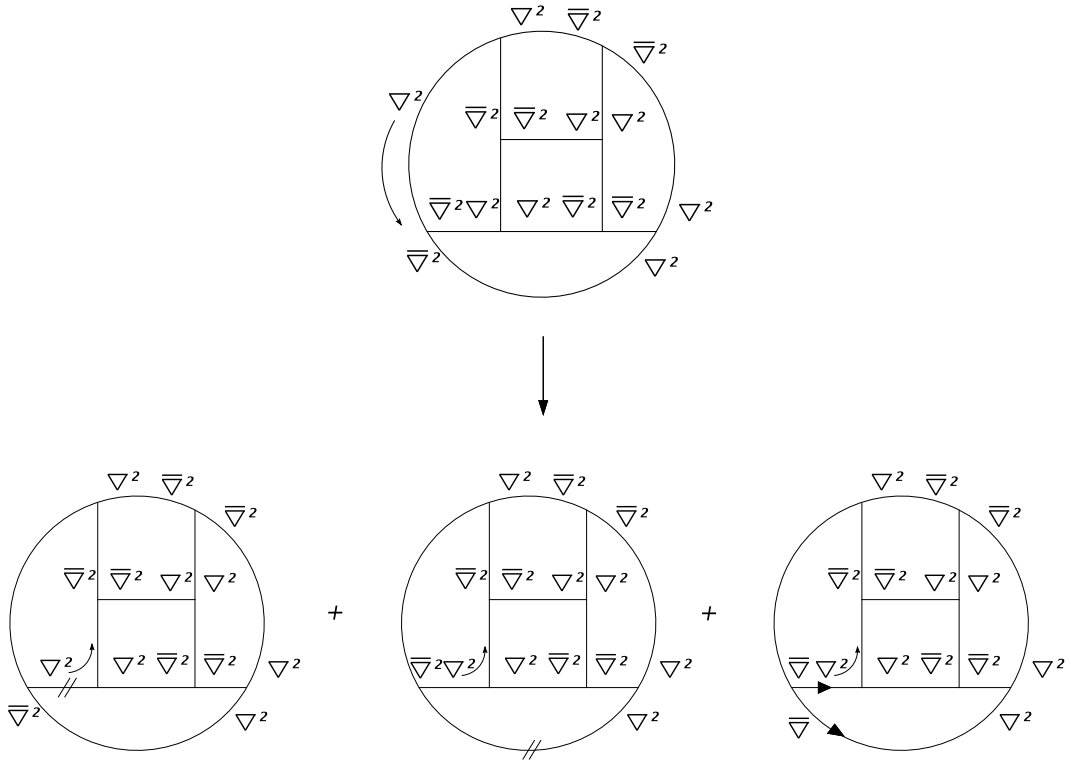 ∇² ∇̄²
∇̄²
∇²
∇̄² ∇̄² ∇² ∇²
∇̄² ∇² ∇² ∇̄² ∇̄² ∇²
∇̄² ∇²
∇² ∇̄² ∇² ∇̄² ∇² ∇̄²
∇̄² ∇̄² ∇̄²
∇̄² ∇̄² ∇² ∇² ∇̄² ∇̄² ∇² ∇² ∇̄² ∇̄² ∇² ∇²
+ +
∇² ∇² ∇̄² ∇̄² ∇² ∇̄² ∇² ∇² ∇̄² ∇̄² ∇² ∇̄ ∇² ∇² ∇̄² ∇̄² ∇²
∇̄² ∇² ∇² ∇̄ ∇²